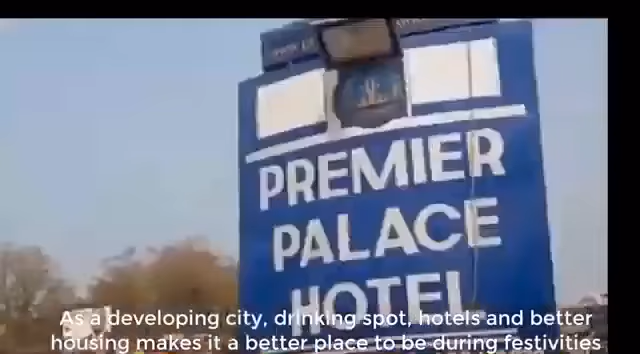 PREMIER
PALACE
HOTEL
As a developing city, drinking spot, hotels and better
housing makes it a better place to be during festivities